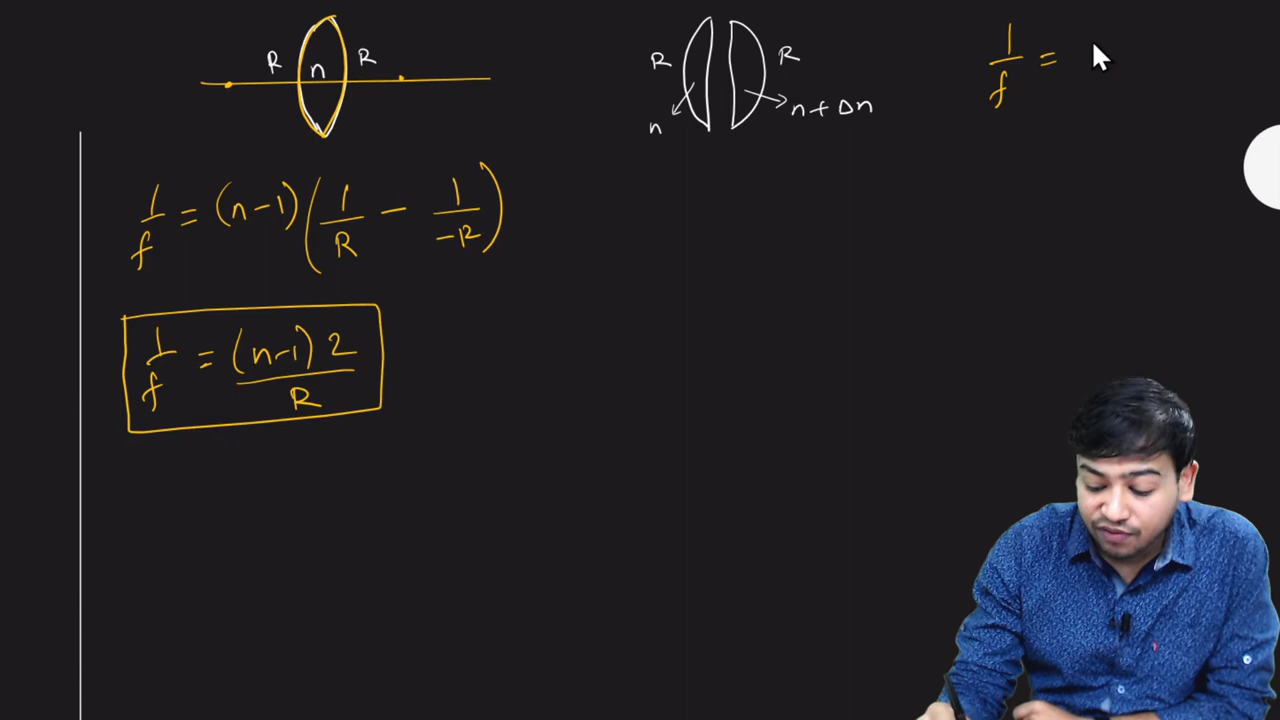 R n R
R R
n n + Δn
1/f =
1/f = (n-1) (1/R - 1/-R)
1/f = (n-1) 2/R